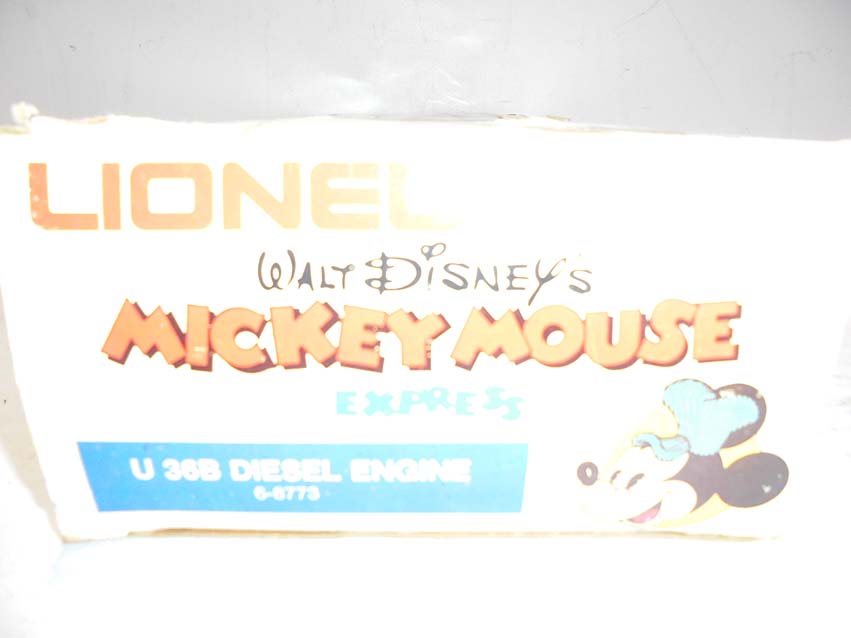 LIONEL
WALT DISNEY'S
MICKEY MOUSE
EXPRESS
U 36B DIESEL ENGINE
6-8773